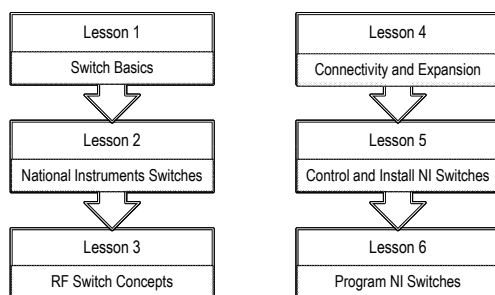 Lesson 1
Switch Basics
Lesson 2
National Instruments Switches
Lesson 3
RF Switch Concepts
Lesson 4
Connectivity and Expansion
Lesson 5
Control and Install NI Switches
Lesson 6
Program NI Switches